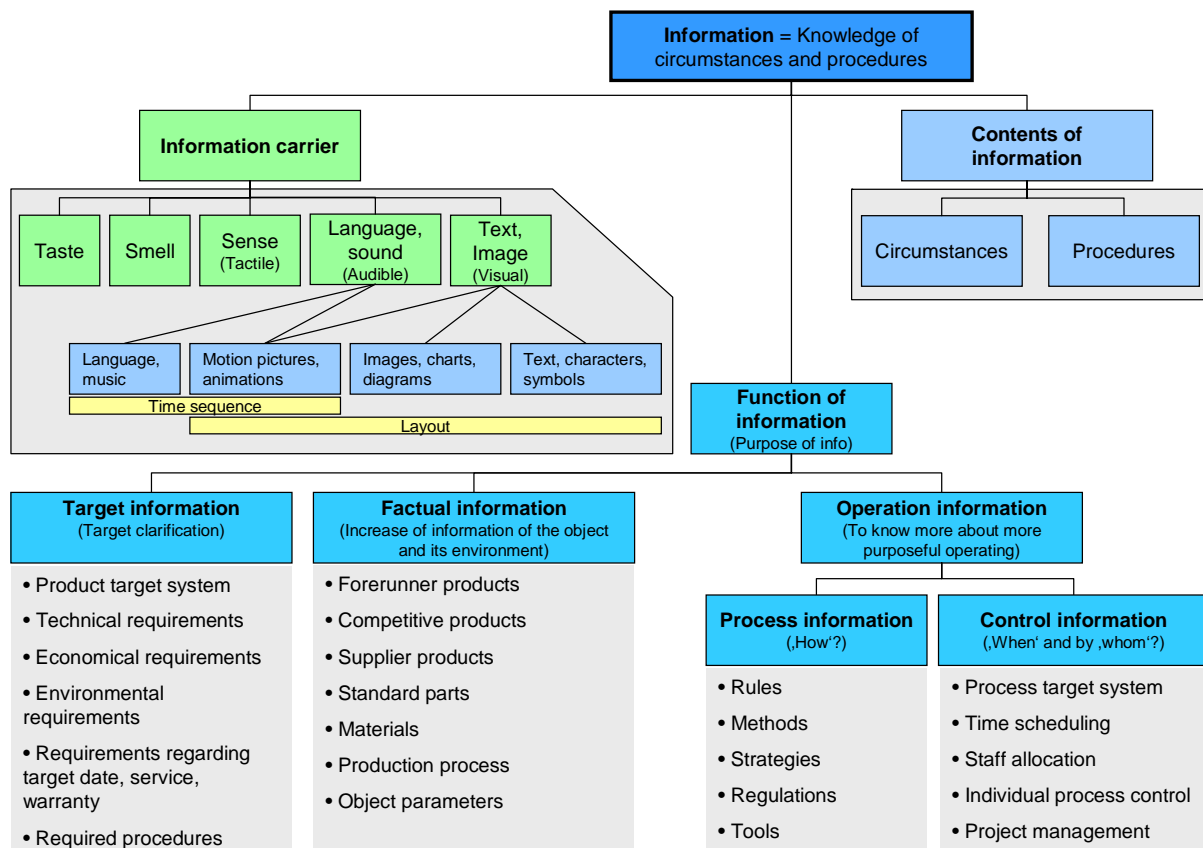 Information = Knowledge of
circumstances and procedures
Information carrier
Contents of
information
Taste
Smell
Sense
(Tactile)
Language,
sound
(Audible)
Text,
Image
(Visual)
Circumstances
Procedures
Language,
music
Motion pictures,
animations
Images, charts,
diagrams
Text, characters,
symbols
Time sequence
Layout
Function of
information
(Purpose of info)
Target information
(Target clarification)
Factual information
(Increase of information of the object
and its environment)
Operation information
(To know more about more
purposeful operating)
• Product target system
• Technical requirements
• Economical requirements
• Environmental
requirements
• Requirements regarding
target date, service,
warranty
• Required procedures
• Forerunner products
• Competitive products
• Supplier products
• Standard parts
• Materials
• Production process
• Object parameters
Process information
(‚How‘?)
Control information
(‚When‘ and by ‚whom‘?)
• Rules
• Methods
• Strategies
• Regulations
• Tools
• Process target system
• Time scheduling
• Staff allocation
• Individual process control
• Project management